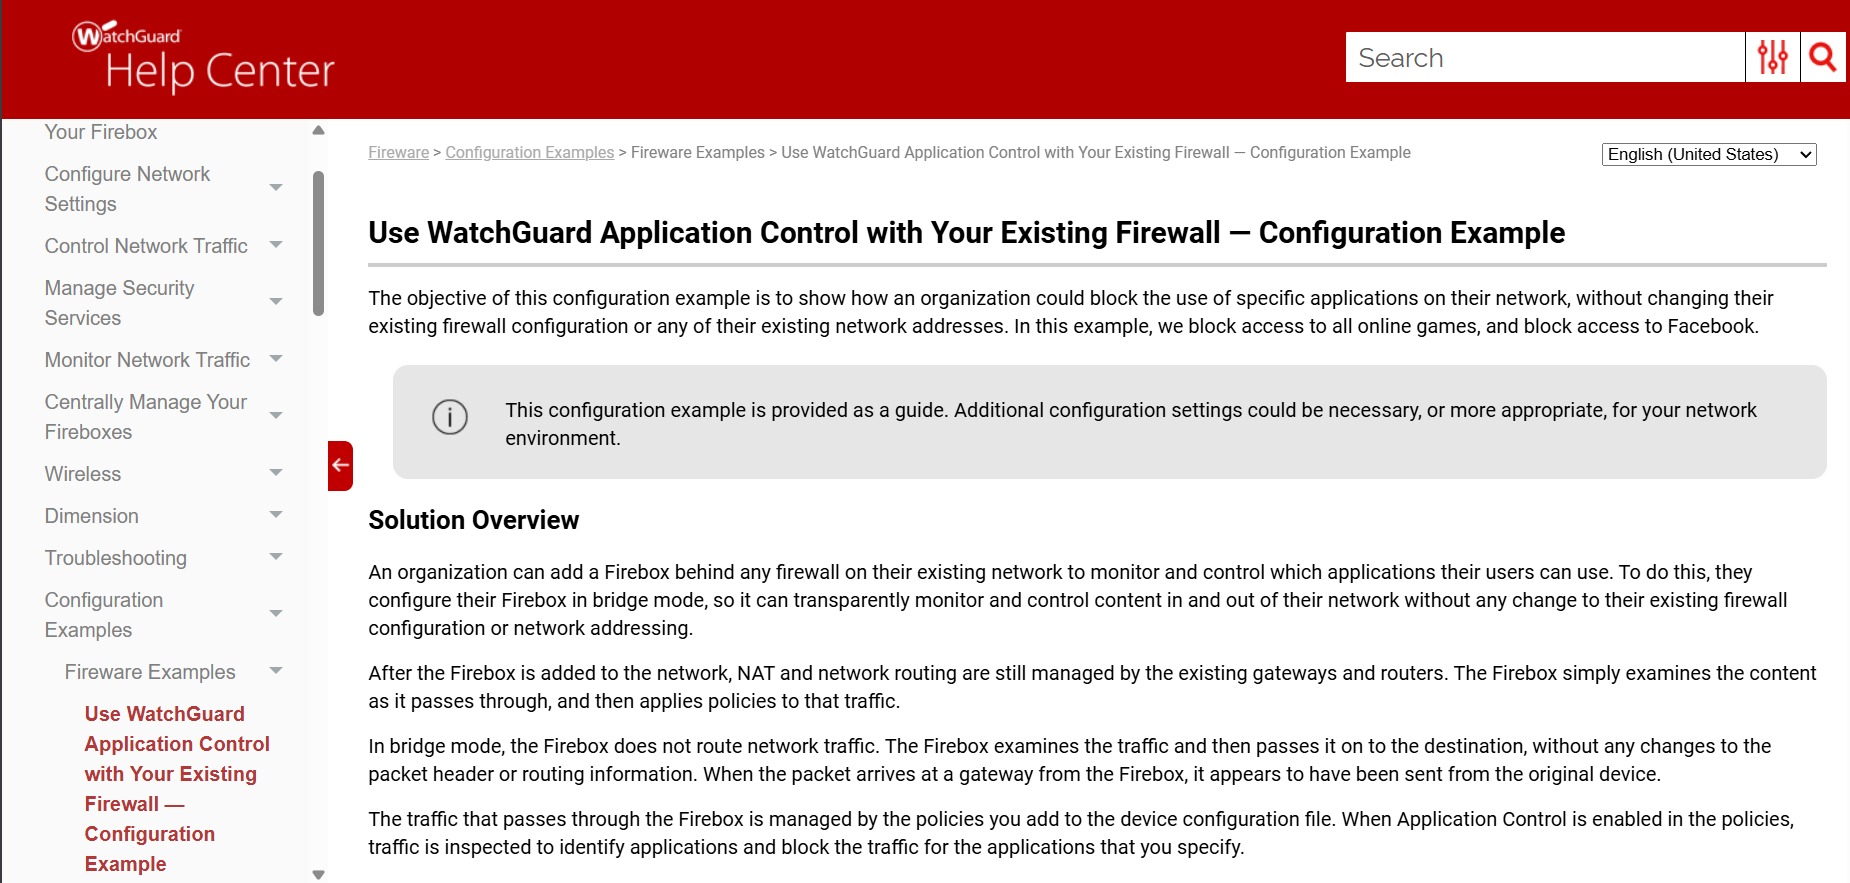 WatchGuard
Help Center
Search
Your Firebox
Configure Network
Settings
Control Network Traffic
Manage Security
Services
Monitor Network Traffic
Centrally Manage Your
Fireboxes
Wireless
Dimension
Troubleshooting
Configuration
Examples
Fireware Examples
Use WatchGuard
Application Control
with Your Existing
Firewall —
Configuration
Example
Fireware > Configuration Examples > Fireware Examples > Use WatchGuard Application Control with Your Existing Firewall — Configuration Example
English (United States)
Use WatchGuard Application Control with Your Existing Firewall — Configuration Example
The objective of this configuration example is to show how an organization could block the use of specific applications on their network, without changing their
existing firewall configuration or any of their existing network addresses. In this example, we block access to all online games, and block access to Facebook.
This configuration example is provided as a guide. Additional configuration settings could be necessary, or more appropriate, for your network
environment.
Solution Overview
An organization can add a Firebox behind any firewall on their existing network to monitor and control which applications their users can use. To do this, they
configure their Firebox in bridge mode, so it can transparently monitor and control content in and out of their network without any change to their existing firewall
configuration or network addressing.
After the Firebox is added to the network, NAT and network routing are still managed by the existing gateways and routers. The Firebox simply examines the content
as it passes through, and then applies policies to that traffic.
In bridge mode, the Firebox does not route network traffic. The Firebox examines the traffic and then passes it on to the destination, without any changes to the
packet header or routing information. When the packet arrives at a gateway from the Firebox, it appears to have been sent from the original device.
The traffic that passes through the Firebox is managed by the policies you add to the device configuration file. When Application Control is enabled in the policies,
traffic is inspected to identify applications and block the traffic for the applications that you specify.